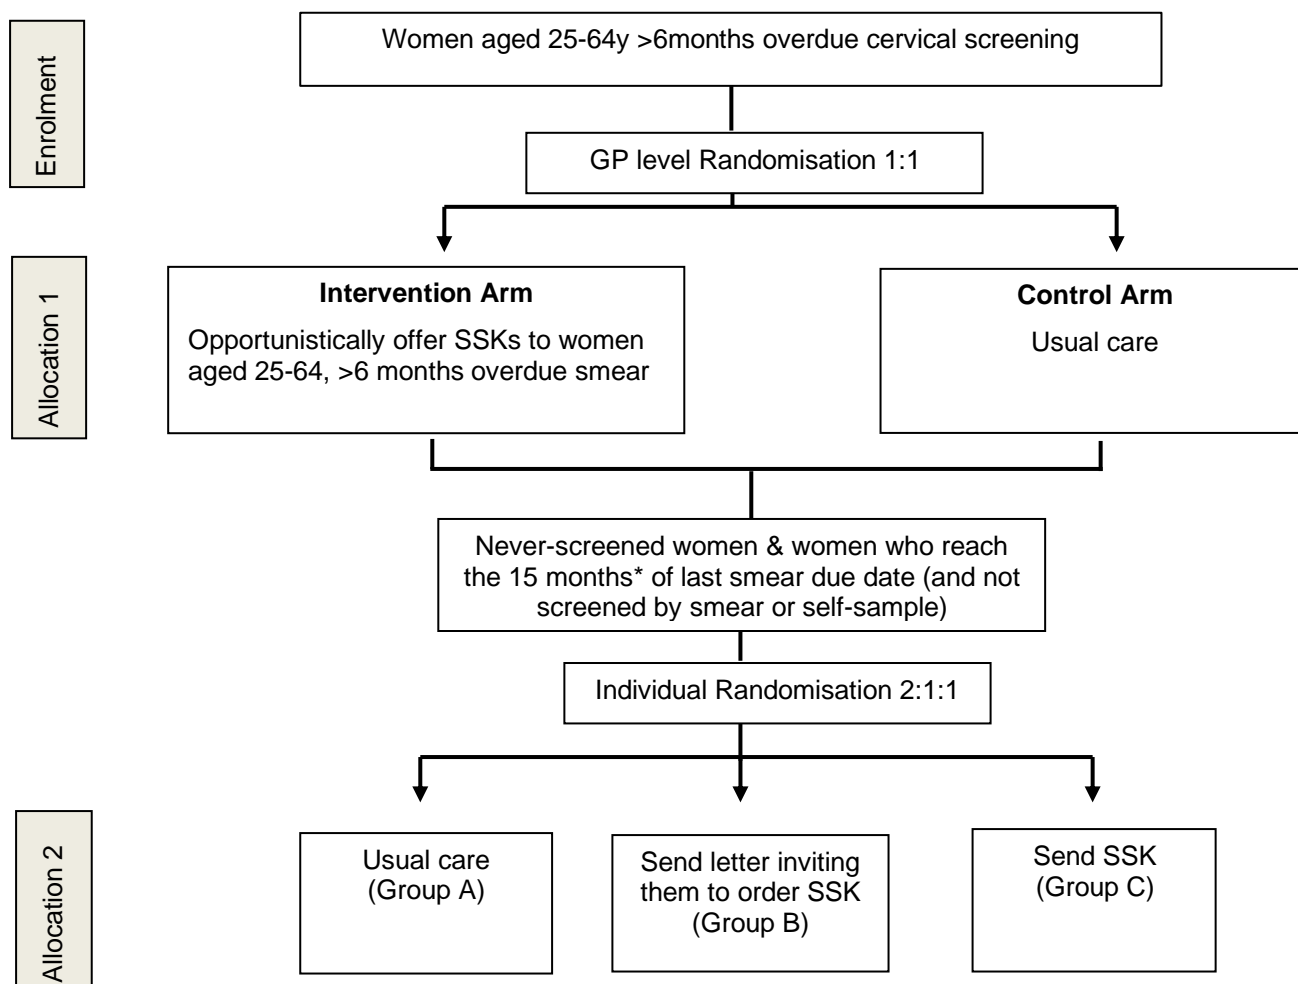 Enrolment
Women aged 25-64y >6months overdue cervical screening
GP level Randomisation 1:1
Allocation 1
Intervention Arm
Opportunistically offer SSKs to women
aged 25-64, >6 months overdue smear
Control Arm
Usual care
Never-screened women & women who reach
the 15 months* of last smear due date (and not
screened by smear or self-sample)
Individual Randomisation 2:1:1
Allocation 2
Usual care
(Group A)
Send letter inviting
them to order SSK
(Group B)
Send SSK
(Group C)